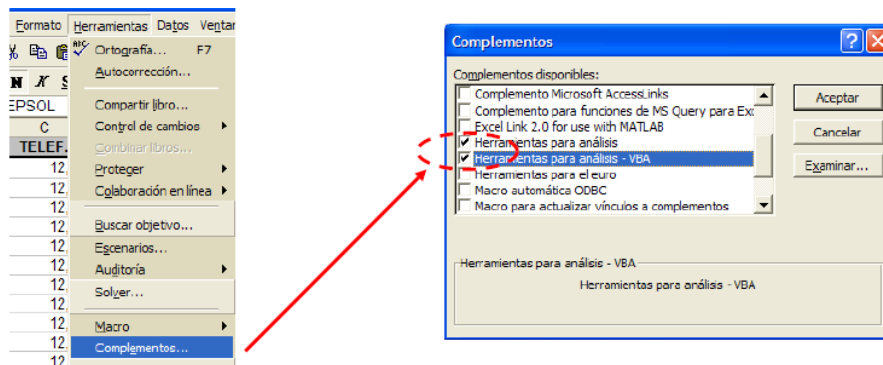 Formato Herramientas Datos Ventan
ABC Ortografía... F7
N K S Autocorrección...
EPSOL Compartir libro...
C Control de cambios
TELEF. Combinar libros...
12, Proteger
12, Colaboración en línea
12,
12, Buscar objetivo...
12, Escenarios...
12, Auditoría
12, Solver...
12,
12, Macro
12, Complementos...
12
Complementos
Complementos disponibles:
Complemento Microsoft AccessLinks
Complemento para funciones de MS Query para Exc
Excel Link 2.0 for use with MATLAB
Herramientas para análisis
Herramientas para análisis - VBA
Herramientas para el euro
Macro automática ODBC
Macro para actualizar vínculos a complementos
Aceptar
Cancelar
Examinar...
Herramientas para análisis - VBA
Herramientas para análisis - VBA